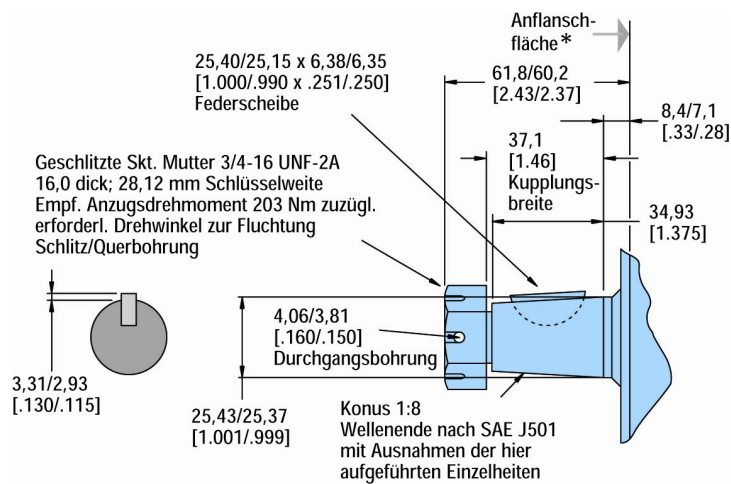 Anflansch-
fläche*
25,40/25,15 x 6,38/6,35
[1.000/.990 x .251/.250]
Federscheibe
61,8/60,2
[2.43/2.37]
8,4/7,1
[.33/.28]
37,1
[1.46]
Kupplungs-
breite
Geschlitzte Skt. Mutter 3/4-16 UNF-2A
16,0 dick; 28,12 mm Schlüsselweite
Empf. Anzugsdrehmoment 203 Nm zuzügl.
erforderl. Drehwinkel zur Fluchtung
Schlitz/Querbohrung
34,93
[1.375]
4,06/3,81
[.160/.150]
Durchgangsbohrung
3,31/2,93
[.130/.115]
25,43/25,37
[1.001/.999]
Konus 1:8
Wellenende nach SAE J501
mit Ausnahmen der hier
aufgeführten Einzelheiten